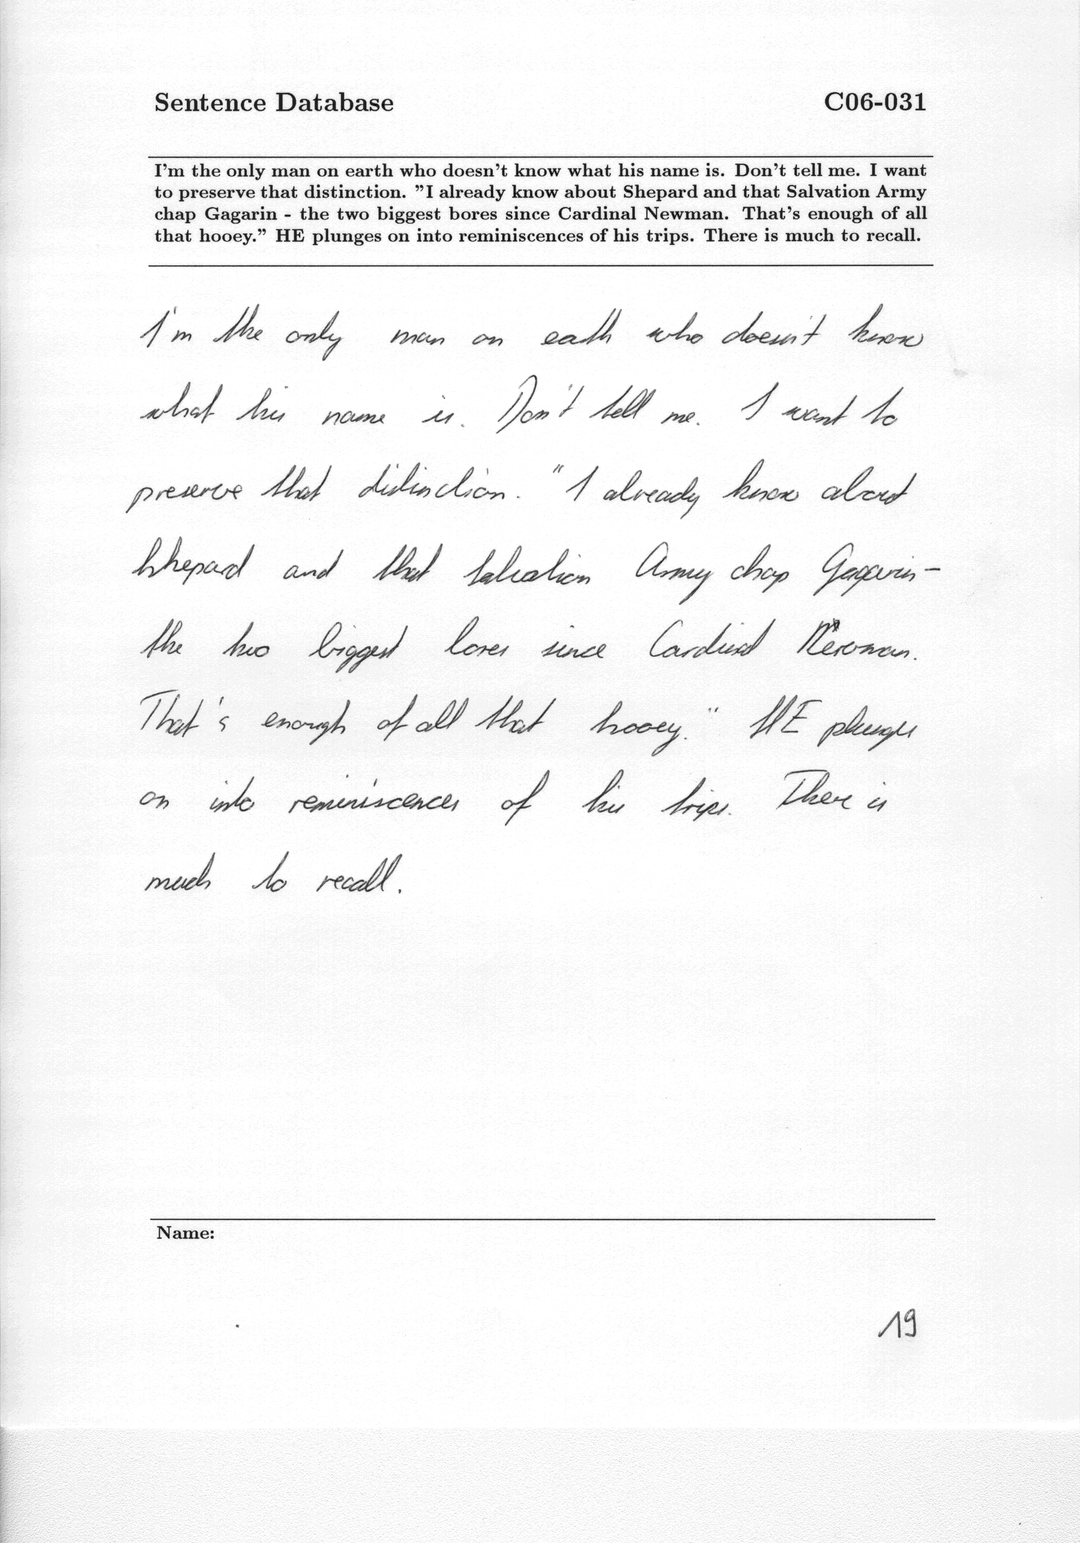 Sentence Database C06-031
I'm the only man on earth who doesn't know what his name is. Don't tell me. I want
to preserve that distinction. "I already know about Shepard and that Salvation Army
chap Gagarin - the two biggest bores since Cardinal Newman. That's enough of all
that hooey." HE plunges on into reminiscences of his trips. There is much to recall.
I'm the only man on earth who doesn't know
what his name is. Don't tell me. I want to
preserve that distinction. "I already know about
Shepard and that Salvation Army chap Gagarin -
the two biggest bores since Cardinal Newman.
That's enough of all that hooey." HE plunges
on into reminiscences of his trips. There is
much to recall.
Name:
19